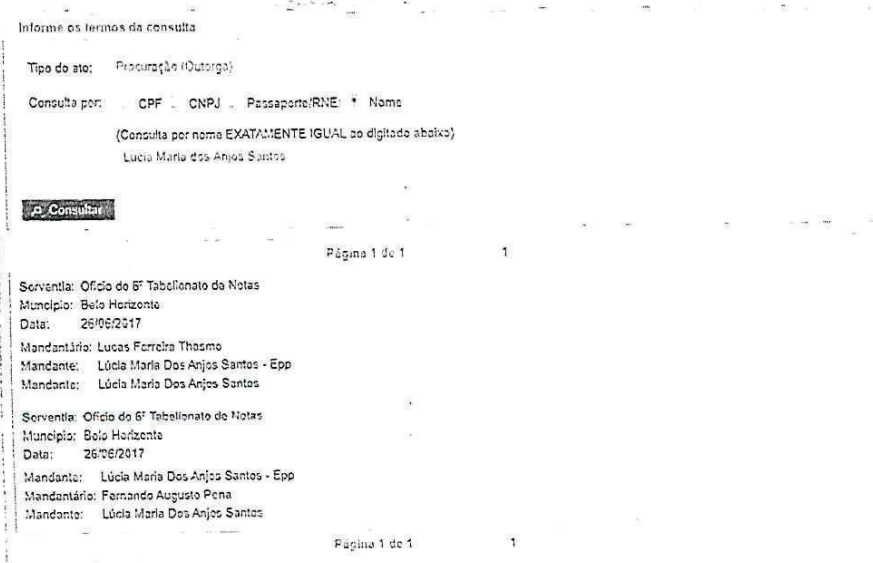 Informe os termos da consulta
Tipo do ato: Procuração (Outorga)
Consulta por: CPF CNPJ Passaporte/RNE: Nome
(Consulta por nome EXATAMENTE IGUAL ao digitado abaixo)
Lucia Maria dos Anjos Santos
Consultar
Página 1 de 1 1
Serventia: Ofício do 6º Tabelionato de Notas
Muncipio: Belo Horizonte
Data: 26/06/2017
Mandantário: Lucas Ferreira Thasmo
Mandante: Lúcia Maria Dos Anjos Santos - Epp
Mandante: Lúcia Maria Dos Anjos Santos
Serventia: Ofício do 6º Tabelionato de Notas
Muncipio: Belo Horizonte
Data: 26/06/2017
Mandante: Lúcia Maria Dos Anjos Santos - Epp
Mandantário: Fernando Augusto Pena
Mandante: Lúcia Maria Dos Anjos Santos
Página 1 de 1 1